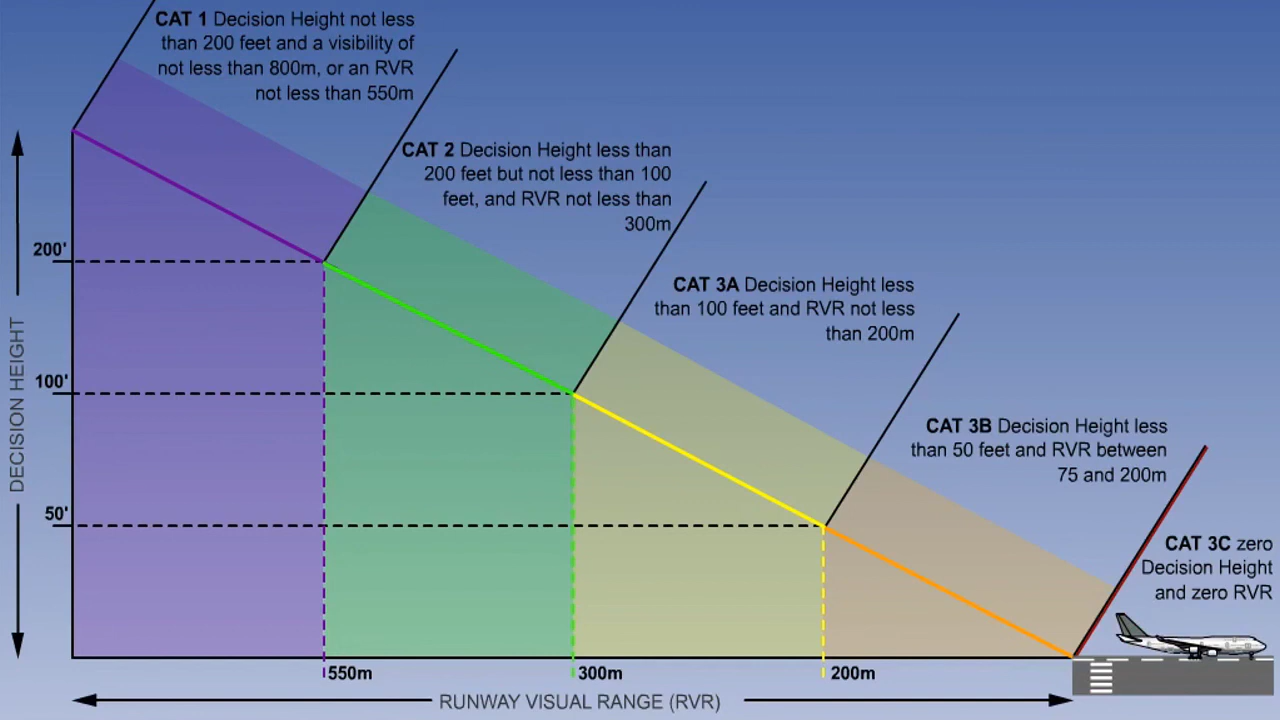 CAT 1 Decision Height not less
than 200 feet and a visibility of
not less than 800m, or an RVR
not less than 550m
CAT 2 Decision Height less than
200 feet but not less than 100
feet, and RVR not less than
300m
CAT 3A Decision Height less
than 100 feet and RVR not less
than 200m
CAT 3B Decision Height less
than 50 feet and RVR between
75 and 200m
CAT 3C zero
Decision Height
and zero RVR
DECISION HEIGHT
200'
100'
50'
550m
300m
200m
RUNWAY VISUAL RANGE (RVR)